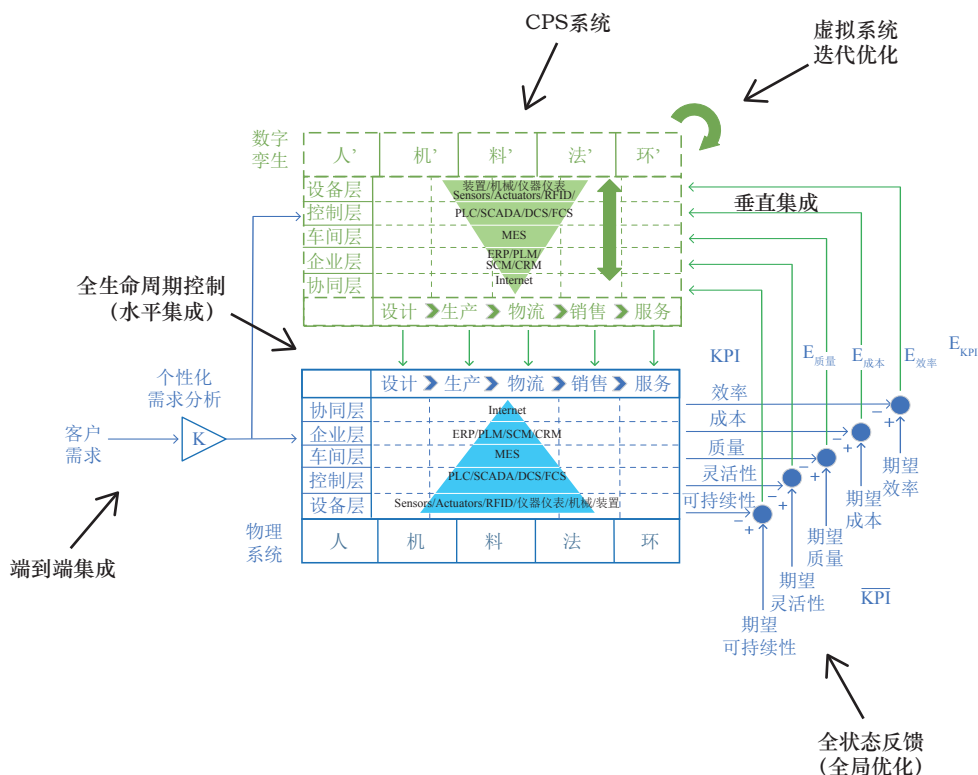 CPS系统
虚拟系统
迭代优化
数字
孪生
人’ 机’ 料’ 法’ 环’
设备层
控制层
车间层
企业层
协同层
装置/机械/仪器仪表
Sensors/Actuators/RFID/
PLC/SCADA/DCS/FCS
MES
ERP/PLM/
SCM/CRM
Internet
设计 生产 物流 销售 服务
垂直集成
全生命周期控制
(水平集成)
个性化
需求分析
客户
需求
K
端到端集成
设计 生产 物流 销售 服务
协同层
企业层
车间层
控制层
设备层
Internet
ERP/PLM/SCM/CRM
MES
PLC/SCADA/DCS/FCS
Sensors/Actuators/RFID/仪器仪表/机械/装置
物理
系统
人 机 料 法 环
KPI
效率
成本
质量
灵活性
可持续性
E质量
E成本
E效率
EKPI
− +
− +
− +
− +
− +
期望
效率
期望
成本
期望
质量
期望
灵活性
期望
可持续性
K̅P̅I̅
全状态反馈
(全局优化)